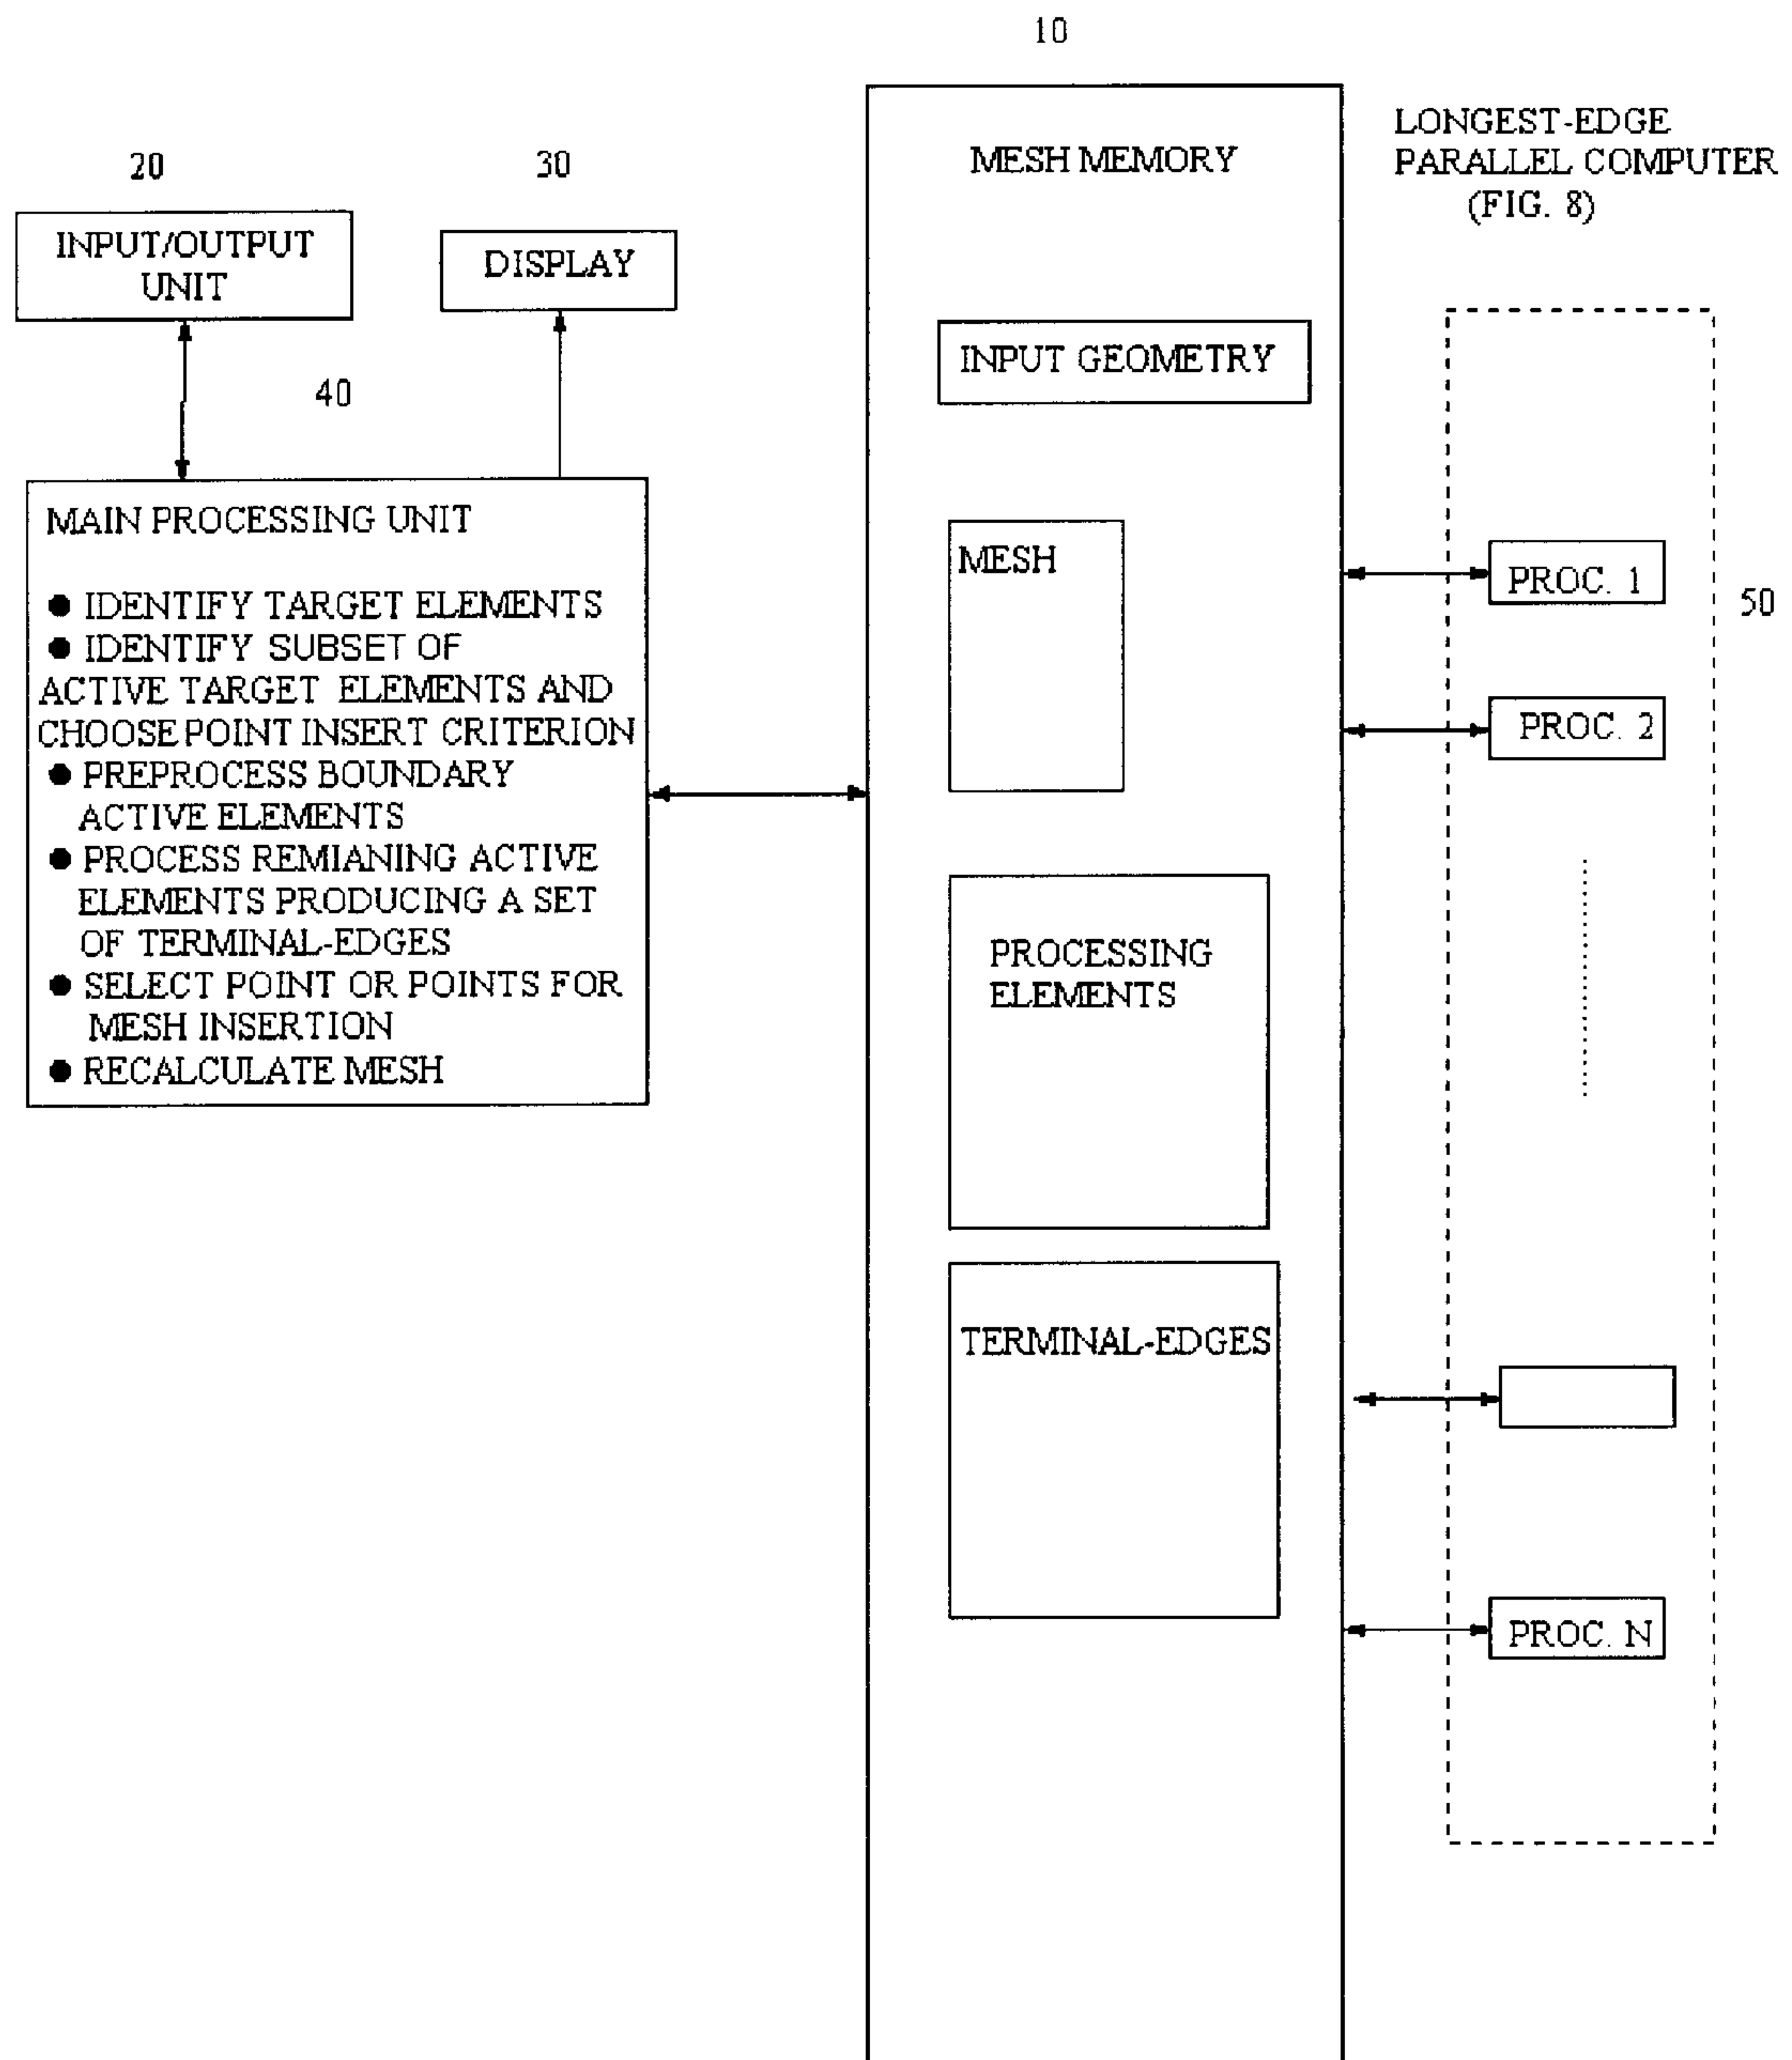 10
20
30
INPUT/OUTPUT
UNIT
DISPLAY
40
MAIN PROCESSING UNIT
● IDENTIFY TARGET ELEMENTS
● IDENTIFY SUBSET OF
ACTIVE TARGET ELEMENTS AND
CHOOSE POINT INSERT CRITERION
● PREPROCESS BOUNDARY
ACTIVE ELEMENTS
● PROCESS REMIANING ACTIVE
ELEMENTS PRODUCING A SET
OF TERMINAL-EDGES
● SELECT POINT OR POINTS FOR
MESH INSERTION
● RECALCULATE MESH
MESH MEMORY
INPUT GEOMETRY
MESH
PROCESSING
ELEMENTS
TERMINAL-EDGES
LONGEST-EDGE
PARALLEL COMPUTER
(FIG. 8)
PROC. 1
50
PROC. 2
PROC. N